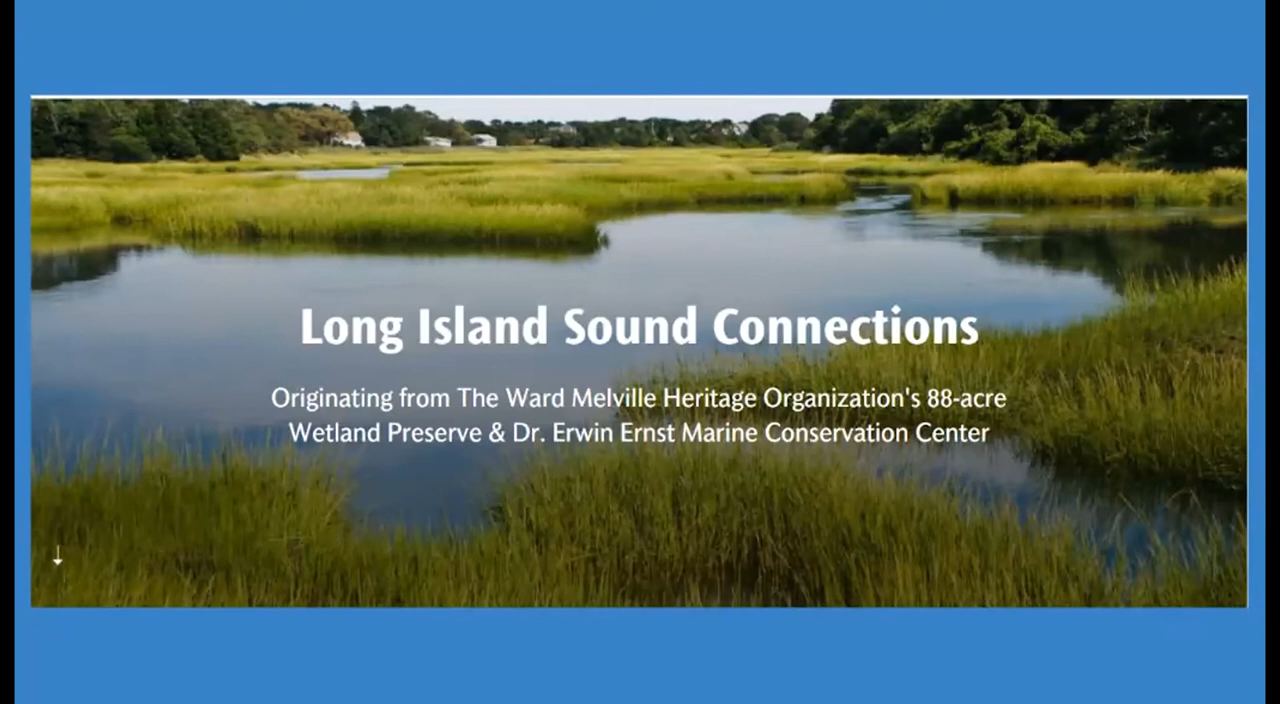 Long Island Sound Connections
Originating from The Ward Melville Heritage Organization's 88-acre
Wetland Preserve & Dr. Erwin Ernst Marine Conservation Center